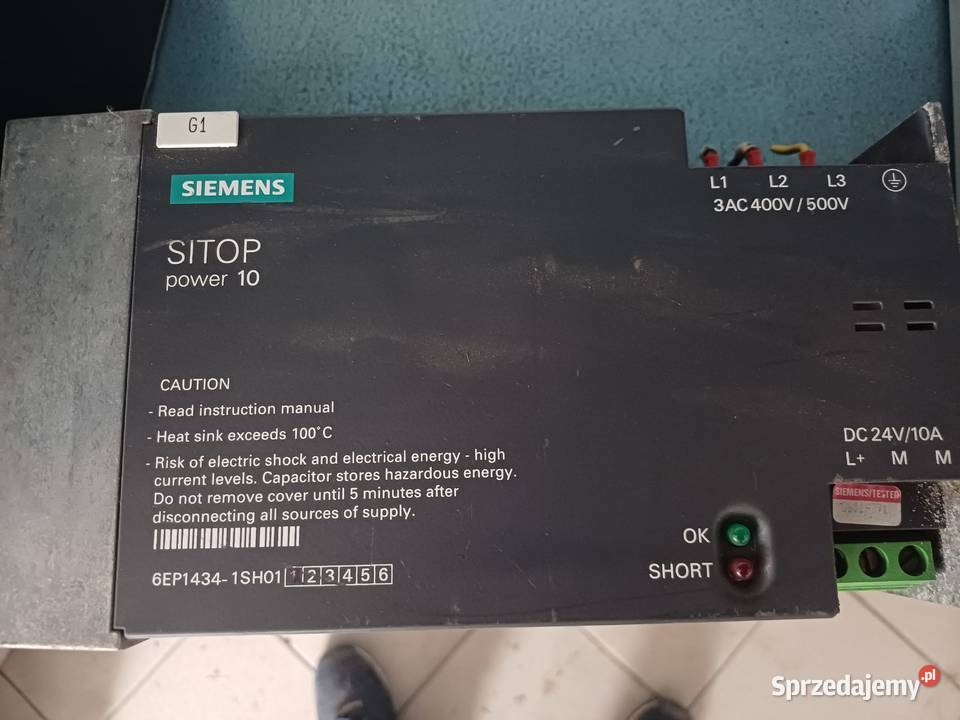 G1
SIEMENS
SITOP
power 10
L1 L2 L3
3AC 400V / 500V
CAUTION
- Read instruction manual
- Heat sink exceeds 100°C
- Risk of electric shock and electrical energy - high
current levels. Capacitor stores hazardous energy.
Do not remove cover until 5 minutes after
disconnecting all sources of supply.
6EP1434-1SH01 1 2 3 4 5 6
DC 24V/10A
L+ M M
SIEMENS/TESTED
OK
SHORT
Sprzedajemy.pl